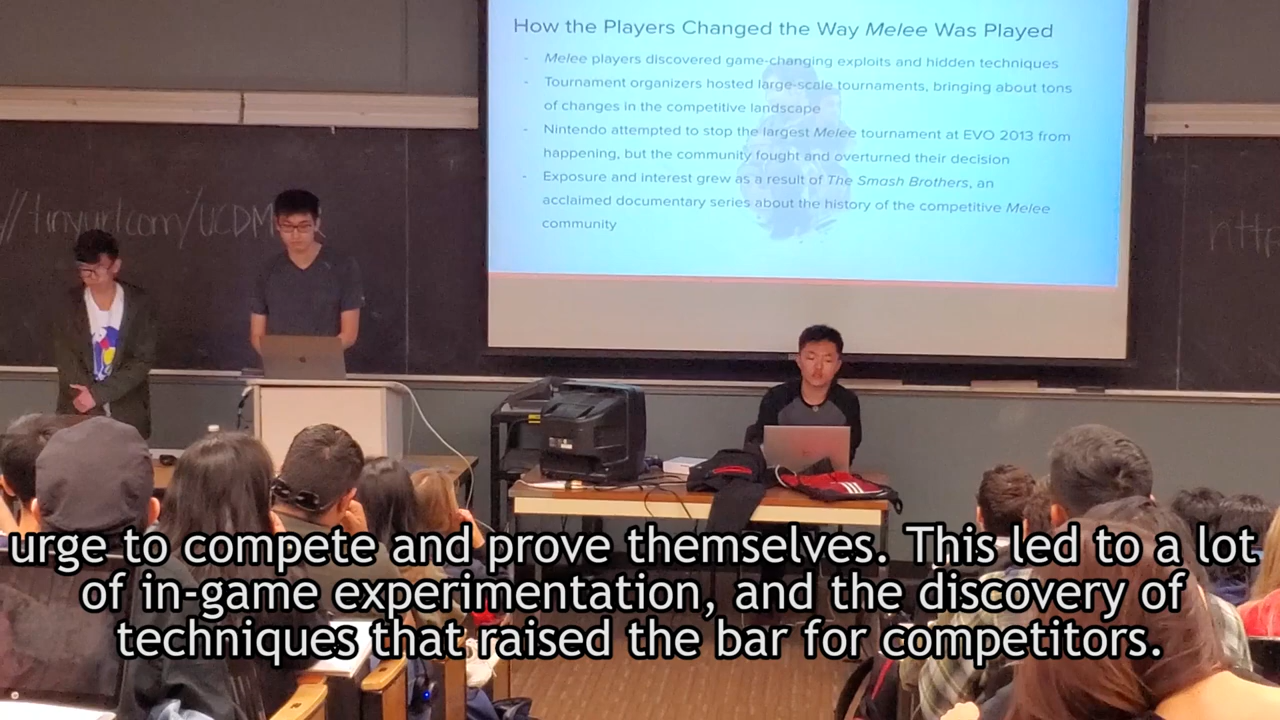 How the Players Changed the Way Melee Was Played
- Melee players discovered game-changing exploits and hidden techniques
- Tournament organizers hosted large-scale tournaments, bringing about tons
of changes in the competitive landscape
- Nintendo attempted to stop the largest Melee tournament at EVO 2013 from
happening, but the community fought and overturned their decision
- Exposure and interest grew as a result of The Smash Brothers, an
acclaimed documentary series about the history of the competitive Melee
community
//tinyurl.com/UCDM
http
urge to compete and prove themselves. This led to a lot
of in-game experimentation, and the discovery of
techniques that raised the bar for competitors.